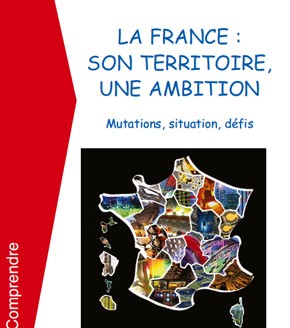 LA FRANCE :
SON TERRITOIRE,
UNE AMBITION
Mutations, situation, défis
Comprendre